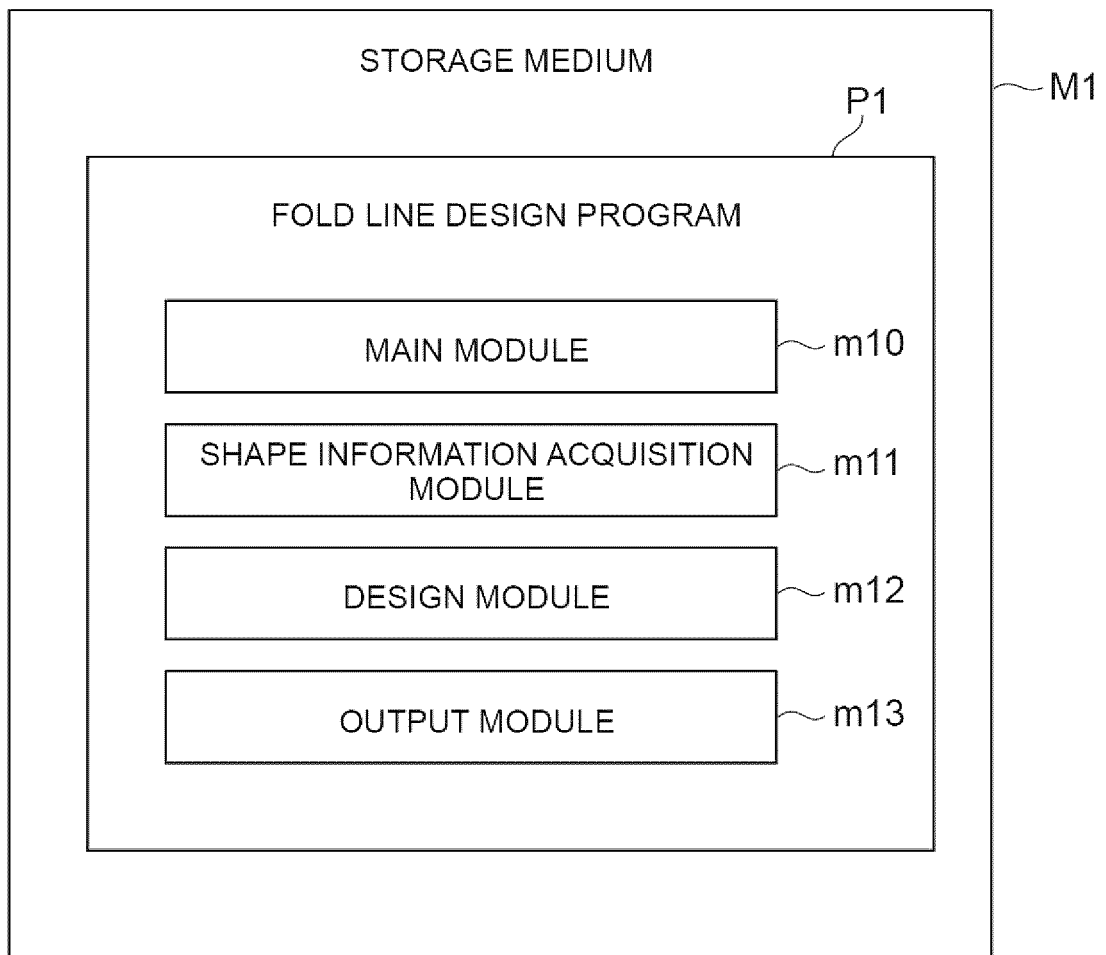 STORAGE MEDIUM
M1
P1
FOLD LINE DESIGN PROGRAM
MAIN MODULE
m10
SHAPE INFORMATION ACQUISITION
MODULE
m11
DESIGN MODULE
m12
OUTPUT MODULE
m13